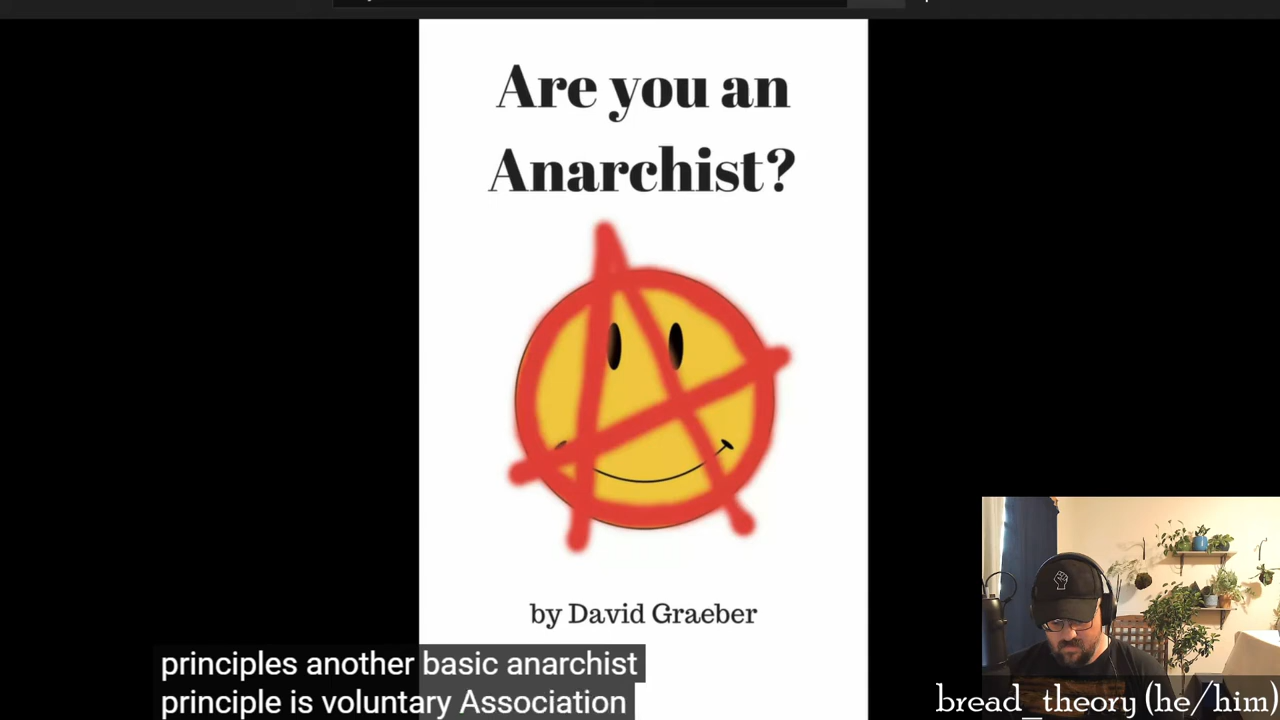 Are you an
Anarchist?
by David Graeber
principles another basic anarchist
principle is voluntary Association
bread_theory (he/him)